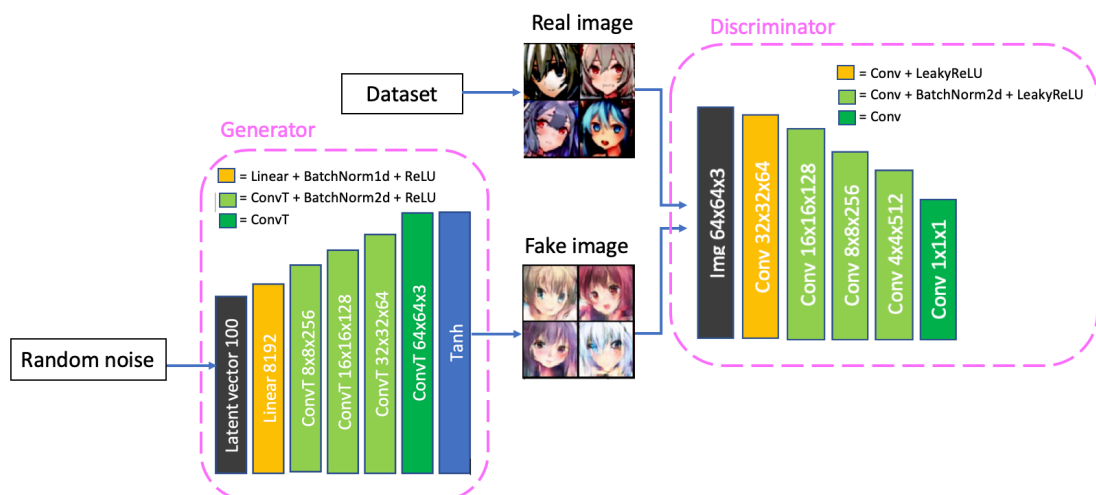 Real image
Discriminator
= Conv + LeakyReLU
= Conv + BatchNorm2d + LeakyReLU
= Conv
Dataset
Generator
= Linear + BatchNorm1d + ReLU
= ConvT + BatchNorm2d + ReLU
= ConvT
Img 64x64x3
Conv 32x32x64
Conv 16x16x128
Conv 8x8x256
Conv 4x4x512
Conv 1x1x1
Fake image
Random noise
Latent vector 100
Linear 8192
ConvT 8x8x256
ConvT 16x16x128
ConvT 32x32x64
ConvT 64x64x3
Tanh